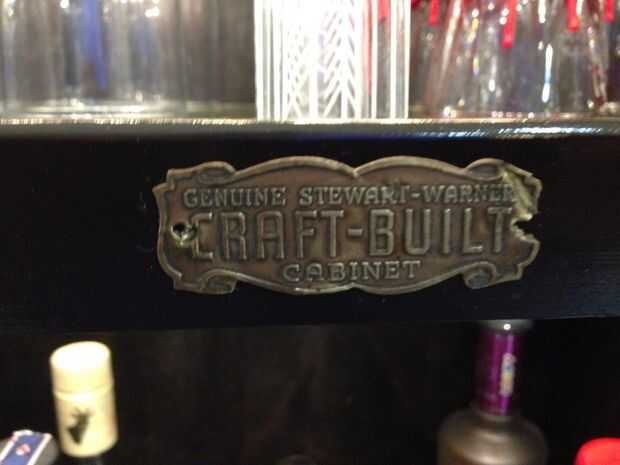 GENUINE STEWART-WARNER
CRAFT-BUILT
CABINET